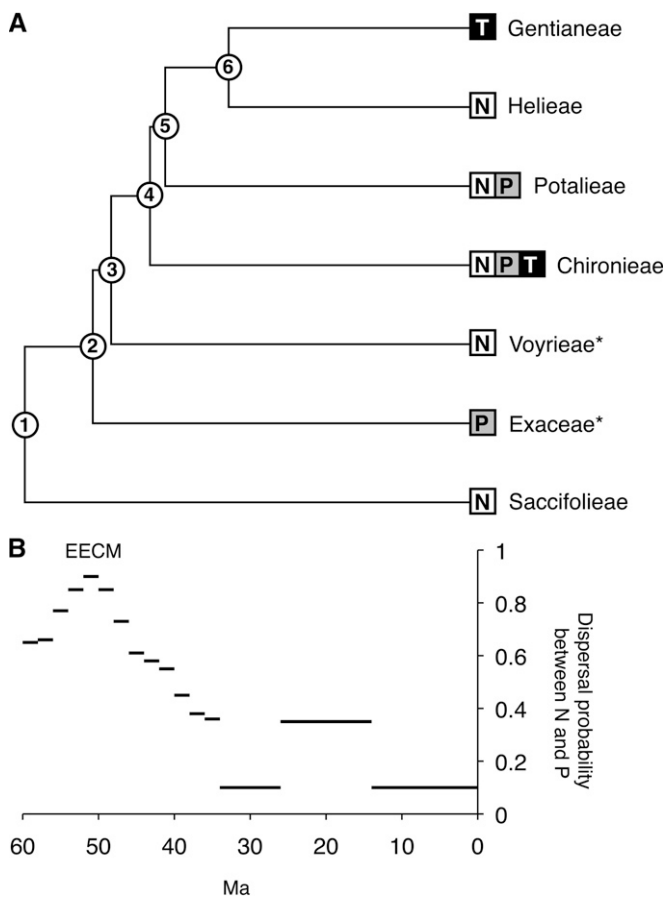 A
T Gentianeae
6
N Helieae
5
N P Potalieae
4
N P T Chironieae
3
N Voyrieae*
2
P Exaceae*
1
N Saccifolieae
B
EECM
1
0.8
0.6
0.4
0.2
0
Dispersal probability
between N and P
60 50 40 30 20 10 0
Ma